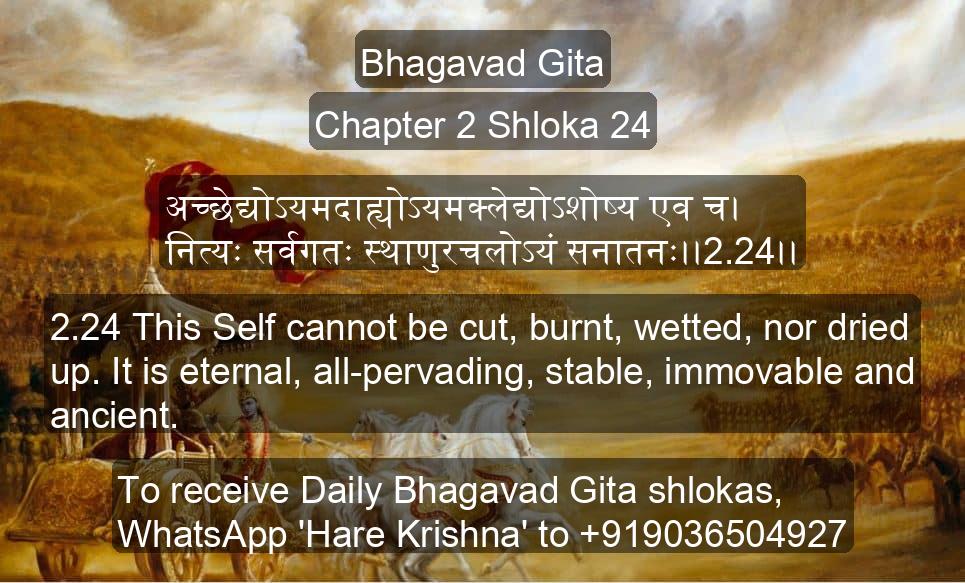 Bhagavad Gita
Chapter 2 Shloka 24
अच्छेद्योऽयमदाह्योऽयमक्लेद्योऽशोष्य एव च।
नित्यः सर्वगतः स्थाणुरचलोऽयं सनातनः।।2.24।।
2.24 This Self cannot be cut, burnt, wetted, nor dried
up. It is eternal, all-pervading, stable, immovable and
ancient.
To receive Daily Bhagavad Gita shlokas,
WhatsApp 'Hare Krishna' to +919036504927